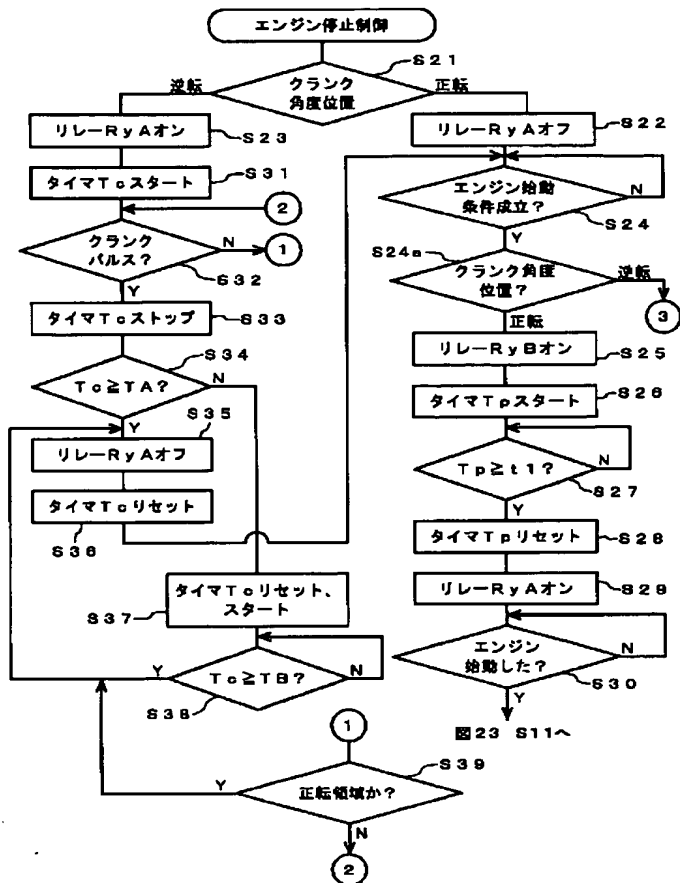 エンジン停止制御
S21
クランク
角度位置
逆転
正転
リレーRyAオン
S23
リレーRyAオフ
S22
タイマTcスタート
S31
エンジン始動
条件成立?
N
S24
Y
2
クランク
パルス?
N
1
S32
Y
S24a
クランク角度
位置?
逆転
3
正転
タイマTcストップ
S33
リレーRyBオン
S25
Tc≧TA?
S34
N
Y
タイマTpスタート
S26
リレーRyAオフ
S35
Tp≧t1?
N
S27
Y
タイマTcリセット
S36
タイマTpリセット
S28
タイマTcリセット、
スタート
S37
リレーRyAオン
S29
Tc≧TB?
Y
N
S38
エンジン
始動した?
N
S30
Y
図23 S11へ
1
正転領域か?
S39
Y
N
2